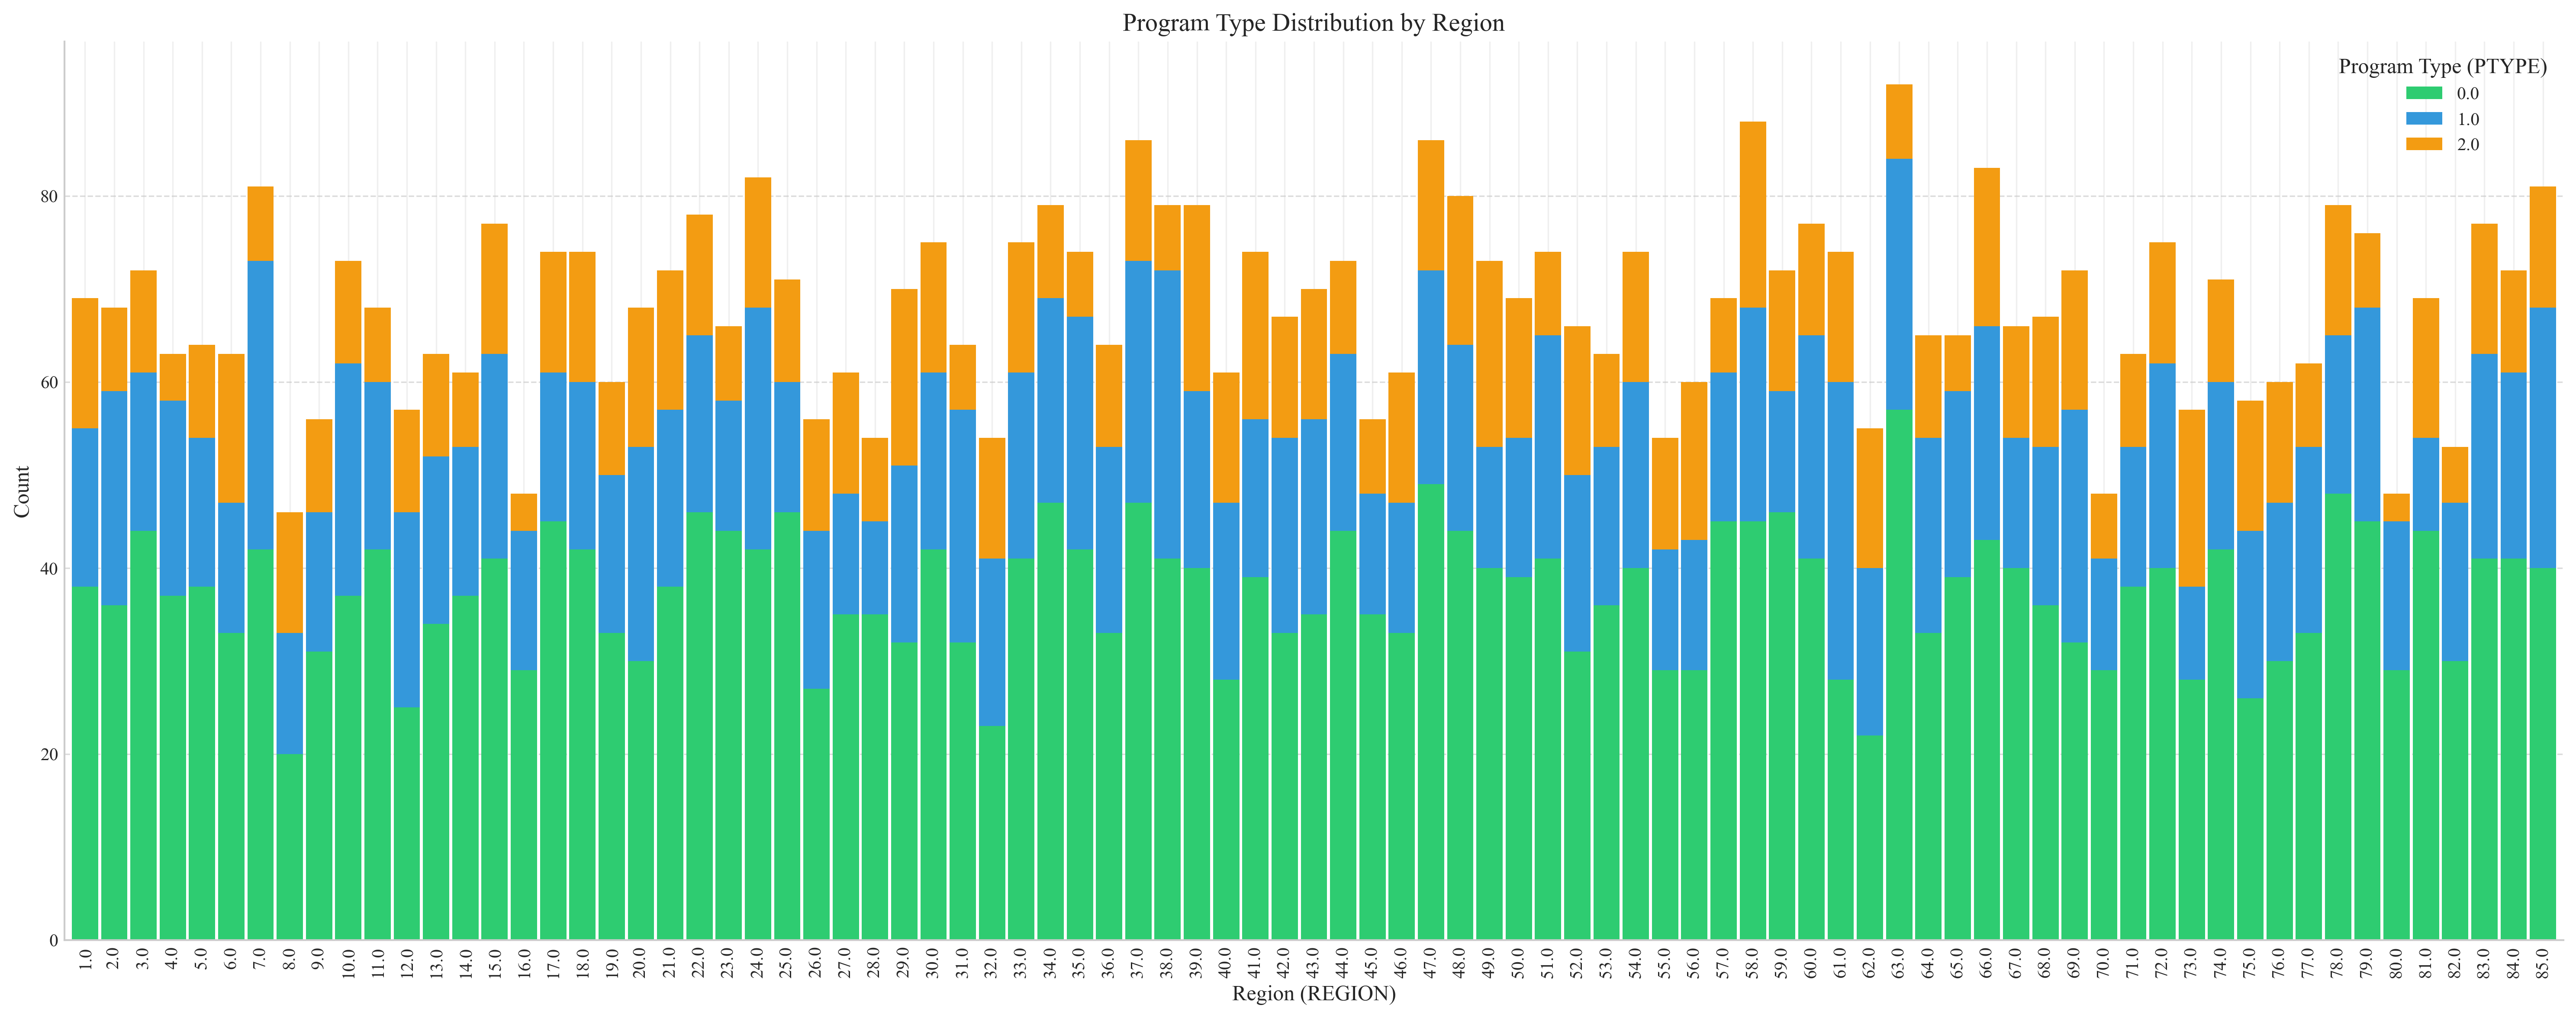 Program Type Distribution by Region
Program Type (PTYPE)
0.0
1.0
2.0
Count
80
60
40
20
0
1.0 2.0 3.0 4.0 5.0 6.0 7.0 8.0 9.0 10.0 11.0 12.0 13.0 14.0 15.0 16.0 17.0 18.0 19.0 20.0 21.0 22.0 23.0 24.0 25.0 26.0 27.0 28.0 29.0 30.0 31.0 32.0 33.0 34.0 35.0 36.0 37.0 38.0 39.0 40.0 41.0 42.0 43.0 44.0 45.0 46.0 47.0 48.0 49.0 50.0 51.0 52.0 53.0 54.0 55.0 56.0 57.0 58.0 59.0 60.0 61.0 62.0 63.0 64.0 65.0 66.0 67.0 68.0 69.0 70.0 71.0 72.0 73.0 74.0 75.0 76.0 77.0 78.0 79.0 80.0 81.0 82.0 83.0 84.0 85.0
Region (REGION)